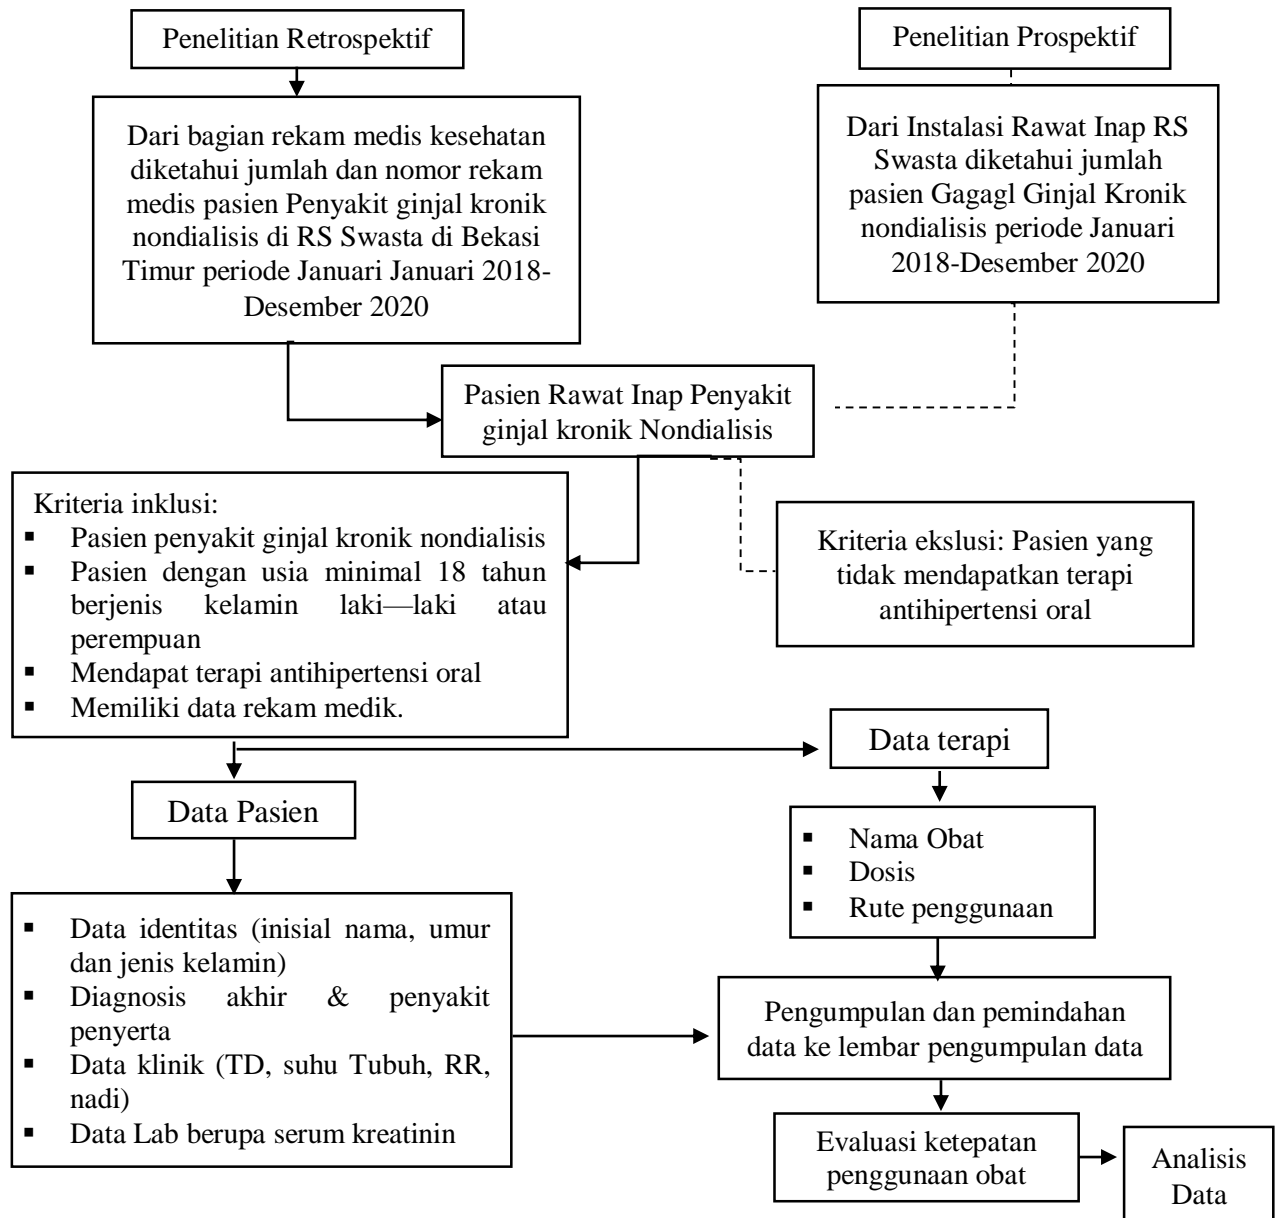 Penelitian Retrospektif
Penelitian Prospektif
Dari bagian rekam medis kesehatan
diketahui jumlah dan nomor rekam
medis pasien Penyakit ginjal kronik
nondialisis di RS Swasta di Bekasi
Timur periode Januari Januari 2018-
Desember 2020
Dari Instalasi Rawat Inap RS
Swasta diketahui jumlah
pasien Gagagl Ginjal Kronik
nondialisis periode Januari
2018-Desember 2020
Pasien Rawat Inap Penyakit
ginjal kronik Nondialisis
Kriteria inklusi:
▪ Pasien penyakit ginjal kronik nondialisis
▪ Pasien dengan usia minimal 18 tahun
berjenis kelamin laki—laki atau
perempuan
▪ Mendapat terapi antihipertensi oral
▪ Memiliki data rekam medik.
Kriteria ekslusi: Pasien yang
tidak mendapatkan terapi
antihipertensi oral
Data terapi
Data Pasien
▪ Nama Obat
▪ Dosis
▪ Rute penggunaan
▪ Data identitas (inisial nama, umur
dan jenis kelamin)
▪ Diagnosis akhir & penyakit
penyerta
▪ Data klinik (TD, suhu Tubuh, RR,
nadi)
▪ Data Lab berupa serum kreatinin
Pengumpulan dan pemindahan
data ke lembar pengumpulan data
Evaluasi ketepatan
penggunaan obat
Analisis
Data